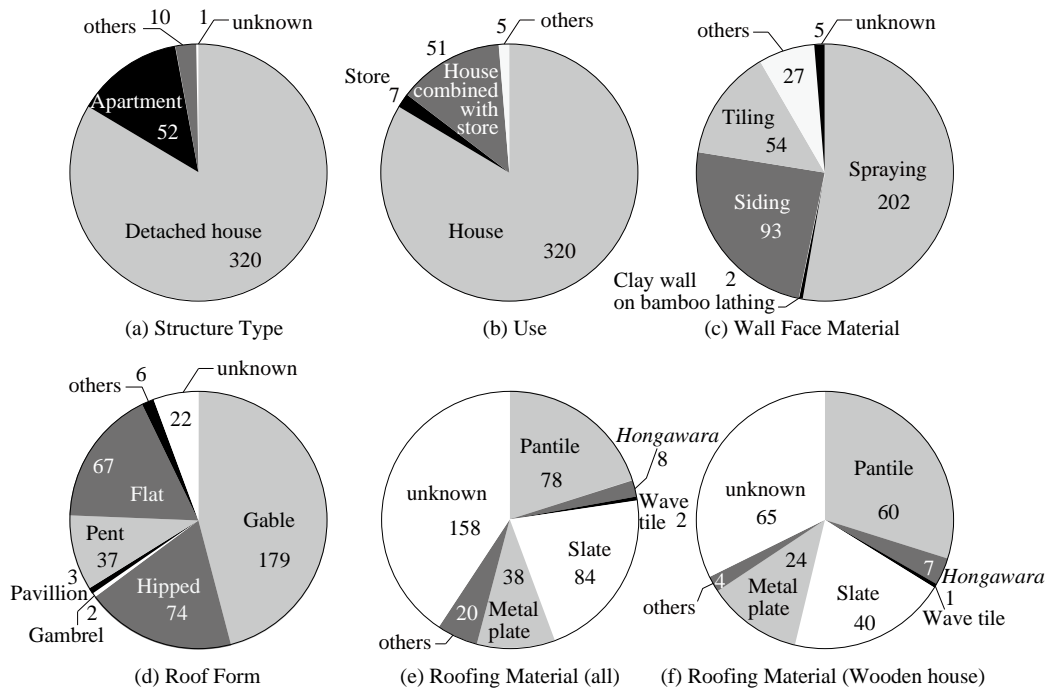 10
others
1
unknown
Apartment
52
Detached house
320
(a) Structure Type
5
others
51
Store
7
House
combined
with
store
House
320
(b) Use
5
others
27
Tiling
54
Spraying
202
Siding
93
Clay wall
2
on bamboo lathing
(c) Wall Face Material
others
6
unknown
22
67
Flat
Gable
179
Pent
37
3
Pavillion
2
Gambrel
Hipped
74
(d) Roof Form
Pantile
78
Hongawara
8
unknown
158
Wave
tile 2
Slate
84
38
Metal
plate
20
others
(e) Roofing Material (all)
Pantile
60
unknown
65
7
Hongawara
1
Wave tile
4
others
24
Metal
plate
Slate
40
(f) Roofing Material (Wooden house)